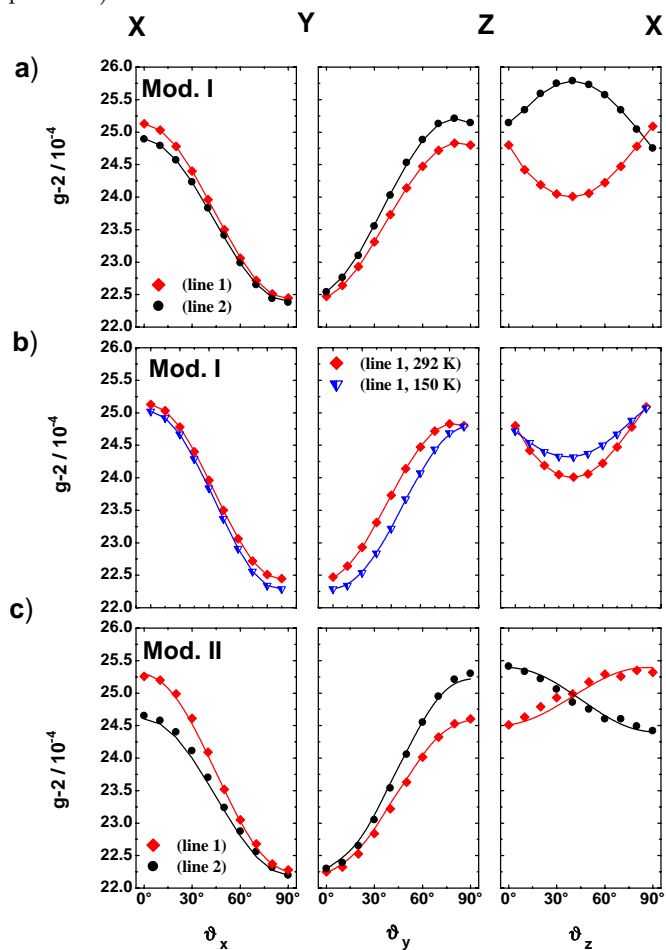 X Y Z X
a)
Mod. I
26.0
25.5
25.0
24.5
24.0
23.5
23.0
22.5
22.0
g-2 / 10⁻⁴
(line 1)
(line 2)
b)
Mod. I
26.0
25.5
25.0
24.5
24.0
23.5
23.0
22.5
22.0
g-2 / 10⁻⁴
(line 1, 292 K)
(line 1, 150 K)
c)
Mod. II
26.0
25.5
25.0
24.5
24.0
23.5
23.0
22.5
22.0
g-2 / 10⁻⁴
(line 1)
(line 2)
0° 30° 60° 90° 0° 30° 60° 90° 0° 30° 60° 90°
ϑx ϑy ϑz